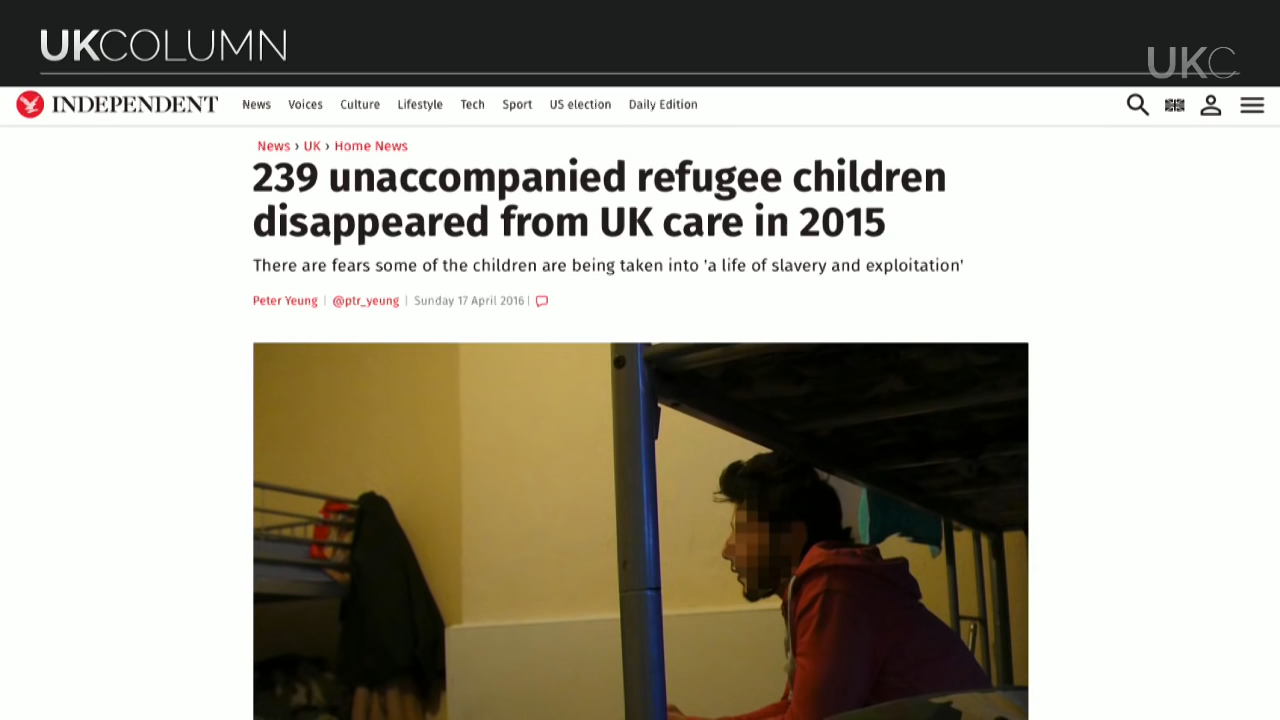 UKCOLUMN
UKC
INDEPENDENT News Voices Culture Lifestyle Tech Sport US election Daily Edition
News › UK › Home News
239 unaccompanied refugee children
disappeared from UK care in 2015
There are fears some of the children are being taken into 'a life of slavery and exploitation'
Peter Yeung | @ptr_yeung | Sunday 17 April 2016 |